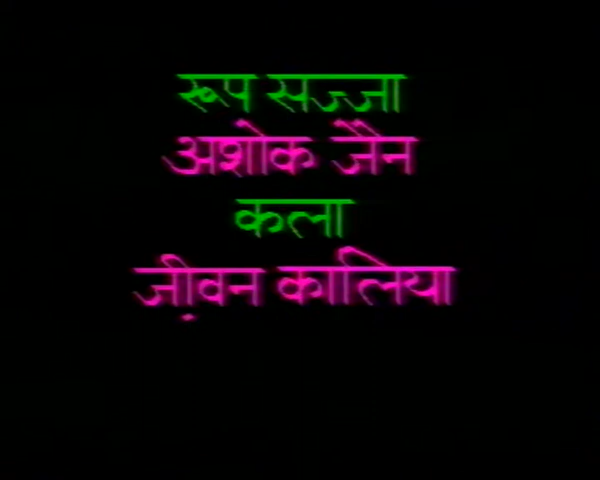 रूप सज्जा
अशोक जैन
कला
जीवन कालिया